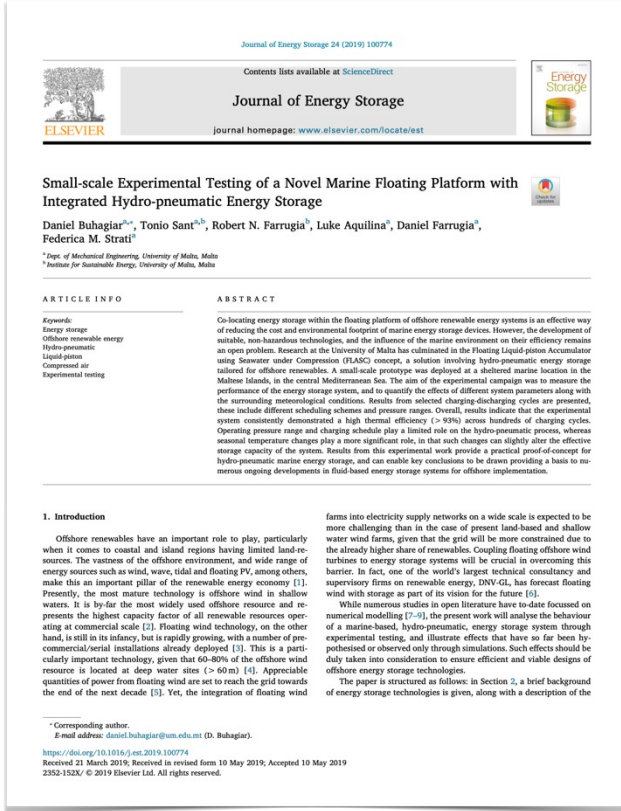 Journal of Energy Storage 24 (2019) 100774
Contents lists available at ScienceDirect
Journal of Energy Storage
journal homepage: www.elsevier.com/locate/est
ELSEVIER
Energy
Storage
Small-scale Experimental Testing of a Novel Marine Floating Platform with
Integrated Hydro-pneumatic Energy Storage
Check for
updates
Daniel Buhagiara,*, Tonio Santa,b, Robert N. Farrugiab, Luke Aquilinaa, Daniel Farrugiaa,
Federica M. Stratia
a Dept. of Mechanical Engineering, University of Malta, Malta
b Institute for Sustainable Energy, University of Malta, Malta
ARTICLE INFO
Keywords:
Energy storage
Offshore renewable energy
Hydro-pneumatic
Liquid-piston
Compressed air
Experimental testing
ABSTRACT
Co-locating energy storage within the floating platform of offshore renewable energy systems is an effective way
of reducing the cost and environmental footprint of marine energy storage devices. However, the development of
suitable, non-hazardous technologies, and the influence of the marine environment on their efficiency remains
an open problem. Research at the University of Malta has culminated in the Floating Liquid-piston Accumulator
using Seawater under Compression (FLASC) concept, a solution involving hydro-pneumatic energy storage
tailored for offshore renewables. A small-scale prototype was deployed at a sheltered marine location in the
Maltese Islands, in the central Mediterranean Sea. The aim of the experimental campaign was to measure the
performance of the energy storage system, and to quantify the effects of different system parameters along with
the surrounding meteorological conditions. Results from selected charging-discharging cycles are presented,
these include different scheduling schemes and pressure ranges. Overall, results indicate that the experimental
system consistently demonstrated a high thermal efficiency (> 93%) across hundreds of charging cycles.
Operating pressure range and charging schedule play a limited role on the hydro-pneumatic process, whereas
seasonal temperature changes play a more significant role, in that such changes can slightly alter the effective
storage capacity of the system. Results from this experimental work provide a practical proof-of-concept for
hydro-pneumatic marine energy storage, and can enable key conclusions to be drawn providing a basis to nu-
merous ongoing developments in fluid-based energy storage systems for offshore implementation.
1. Introduction
Offshore renewables have an important role to play, particularly
when it comes to coastal and island regions having limited land-re-
sources. The vastness of the offshore environment, and wide range of
energy sources such as wind, wave, tidal and floating PV, among others,
make this an important pillar of the renewable energy economy [1].
Presently, the most mature technology is offshore wind in shallow
waters. It is by-far the most widely used offshore resource and re-
presents the highest capacity factor of all renewable resources oper-
ating at commercial scale [2]. Floating wind technology, on the other
hand, is still in its infancy, but is rapidly growing, with a number of pre-
commercial/serial installations already deployed [3]. This is a parti-
cularly important technology, given that 60–80% of the offshore wind
resource is located at deep water sites (> 60 m) [4]. Appreciable
quantities of power from floating wind are set to reach the grid towards
the end of the next decade [5]. Yet, the integration of floating wind
farms into electricity supply networks on a wide scale is expected to be
more challenging than in the case of present land-based and shallow
water wind farms, given that the grid will be more constrained due to
the already higher share of renewables. Coupling floating offshore wind
turbines to energy storage systems will be crucial in overcoming this
barrier. In fact, one of the world's largest technical consultancy and
supervisory firms on renewable energy, DNV-GL, has forecast floating
wind with storage as part of its vision for the future [6].
While numerous studies in open literature have to-date focussed on
numerical modelling [7–9], the present work will analyse the behaviour
of a marine-based, hydro-pneumatic, energy storage system through
experimental testing, and illustrate effects that have so far been hy-
pothesised or observed only through simulations. Such effects should be
duly taken into consideration to ensure efficient and viable designs of
offshore energy storage technologies.
The paper is structured as follows: in Section 2, a brief background
of energy storage technologies is given, along with a description of the
* Corresponding author.
E-mail address: daniel.buhagiar@um.edu.mt (D. Buhagiar).
https://doi.org/10.1016/j.est.2019.100774
Received 21 March 2019; Received in revised form 10 May 2019; Accepted 10 May 2019
2352-152X/ © 2019 Elsevier Ltd. All rights reserved.